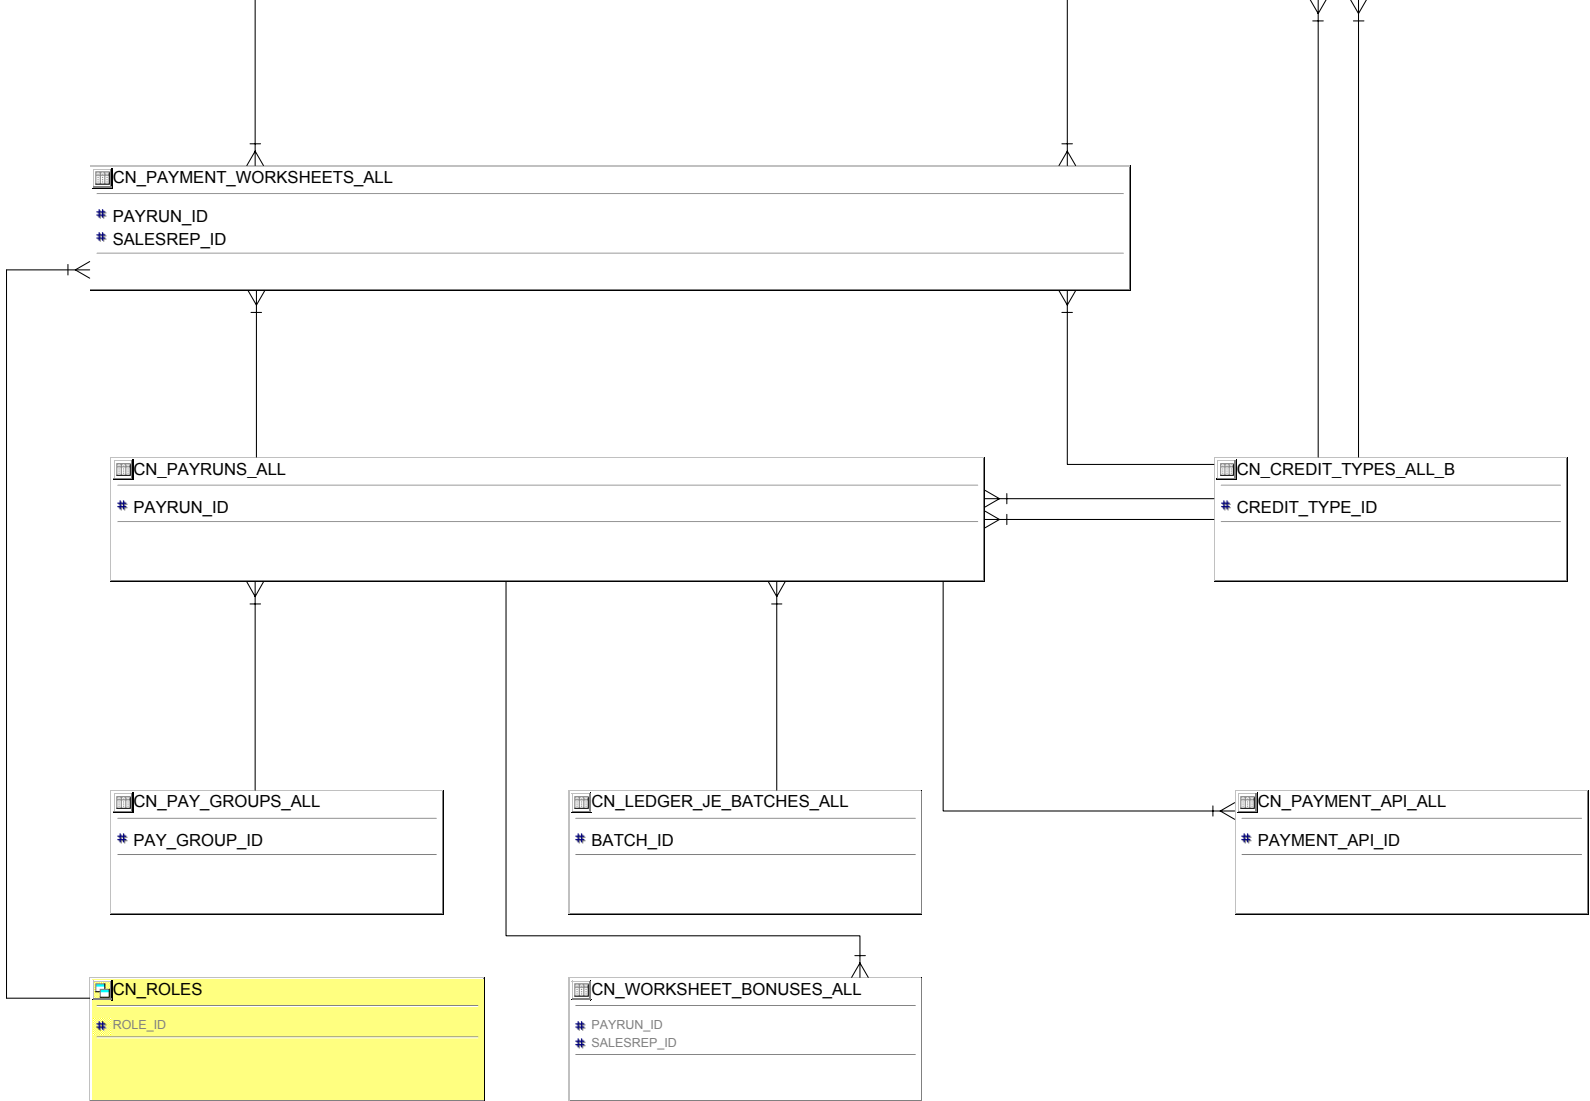 CN_PAYMENT_WORKSHEETS_ALL
# PAYRUN_ID
# SALESREP_ID
CN_PAYRUNS_ALL
# PAYRUN_ID
CN_CREDIT_TYPES_ALL_B
# CREDIT_TYPE_ID
CN_PAY_GROUPS_ALL
# PAY_GROUP_ID
CN_LEDGER_JE_BATCHES_ALL
# BATCH_ID
CN_PAYMENT_API_ALL
# PAYMENT_API_ID
CN_ROLES
# ROLE_ID
CN_WORKSHEET_BONUSES_ALL
# PAYRUN_ID
# SALESREP_ID